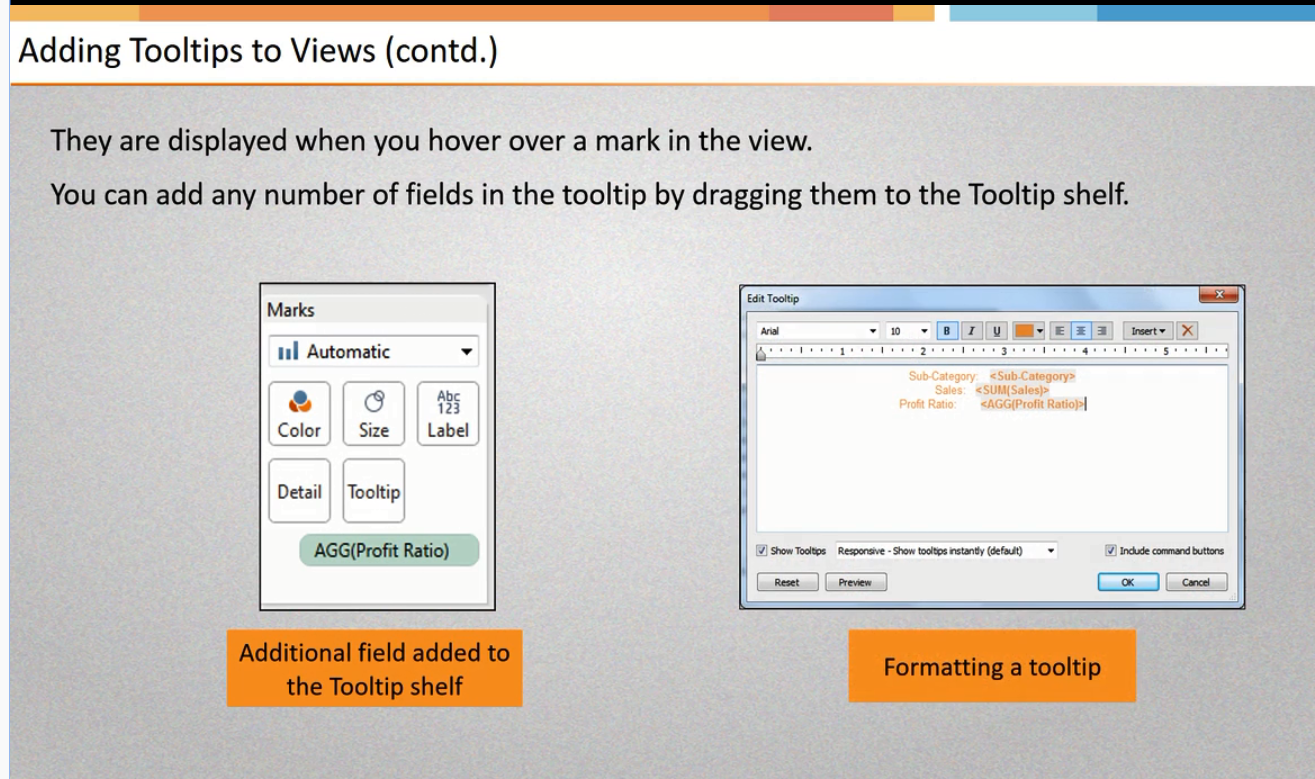 Adding Tooltips to Views (contd.)
They are displayed when you hover over a mark in the view.
You can add any number of fields in the tooltip by dragging them to the Tooltip shelf.
Marks
Automatic
Color
Size
Abc
123
Label
Detail
Tooltip
AGG(Profit Ratio)
Additional field added to
the Tooltip shelf
Edit Tooltip
Arial 10 B I U Insert
1 2 3 4 5
Sub-Category: <Sub-Category>
Sales: <SUM(Sales)>
Profit Ratio: <AGG(Profit Ratio)>
Show Tooltips Responsive - Show tooltips instantly (default) Include command buttons
Reset Preview OK Cancel
Formatting a tooltip